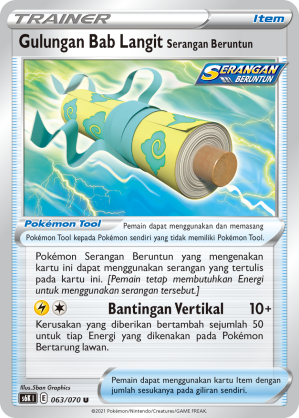 TRAINER Item
Gulungan Bab Langit Serangan Beruntun
SERANGAN
BERUNTUN
Pokémon Tool Pemain dapat menggunakan dan memasang
Pokémon Tool kepada Pokémon sendiri yang tidak memiliki Pokémon Tool.
Pokémon Serangan Beruntun yang mengenakan
kartu ini dapat menggunakan serangan yang tertulis
pada kartu ini. [Pemain tetap membutuhkan Energi
untuk menggunakan serangan tersebut.]
Bantingan Vertikal 10+
Kerusakan yang diberikan bertambah sejumlah 50
untuk tiap Energi yang dikenakan pada Pokémon
Bertarung lawan.
Illus.5ban Graphics
s6K I 063/070 U
Pemain dapat menggunakan kartu Item dengan
jumlah sesukanya pada giliran sendiri.
©2021 Pokémon/Nintendo/Creatures/GAME FREAK